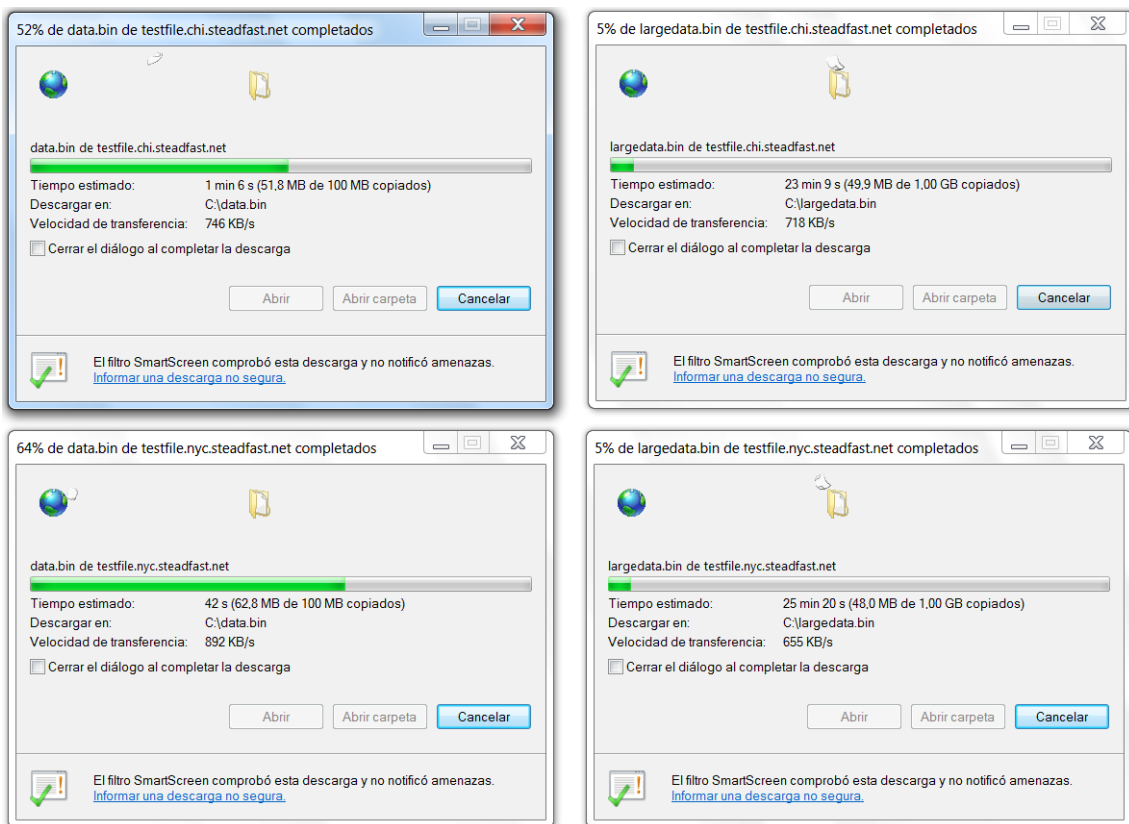 52% de data.bin de testfile.chi.steadfast.net completados
data.bin de testfile.chi.steadfast.net
Tiempo estimado: 1 min 6 s (51,8 MB de 100 MB copiados)
Descargar en: C:\data.bin
Velocidad de transferencia: 746 KB/s
Cerrar el diálogo al completar la descarga
Abrir Abrir carpeta Cancelar
El filtro SmartScreen comprobó esta descarga y no notificó amenazas.
Informar una descarga no segura.
5% de largedata.bin de testfile.chi.steadfast.net completados
largedata.bin de testfile.chi.steadfast.net
Tiempo estimado: 23 min 9 s (49,9 MB de 1,00 GB copiados)
Descargar en: C:\largedata.bin
Velocidad de transferencia: 718 KB/s
Cerrar el diálogo al completar la descarga
Abrir Abrir carpeta Cancelar
El filtro SmartScreen comprobó esta descarga y no notificó amenazas.
Informar una descarga no segura.
64% de data.bin de testfile.nyc.steadfast.net completados
data.bin de testfile.nyc.steadfast.net
Tiempo estimado: 42 s (62,8 MB de 100 MB copiados)
Descargar en: C:\data.bin
Velocidad de transferencia: 892 KB/s
Cerrar el diálogo al completar la descarga
Abrir Abrir carpeta Cancelar
El filtro SmartScreen comprobó esta descarga y no notificó amenazas.
Informar una descarga no segura.
5% de largedata.bin de testfile.nyc.steadfast.net completados
largedata.bin de testfile.nyc.steadfast.net
Tiempo estimado: 25 min 20 s (48,0 MB de 1,00 GB copiados)
Descargar en: C:\largedata.bin
Velocidad de transferencia: 655 KB/s
Cerrar el diálogo al completar la descarga
Abrir Abrir carpeta Cancelar
El filtro SmartScreen comprobó esta descarga y no notificó amenazas.
Informar una descarga no segura.